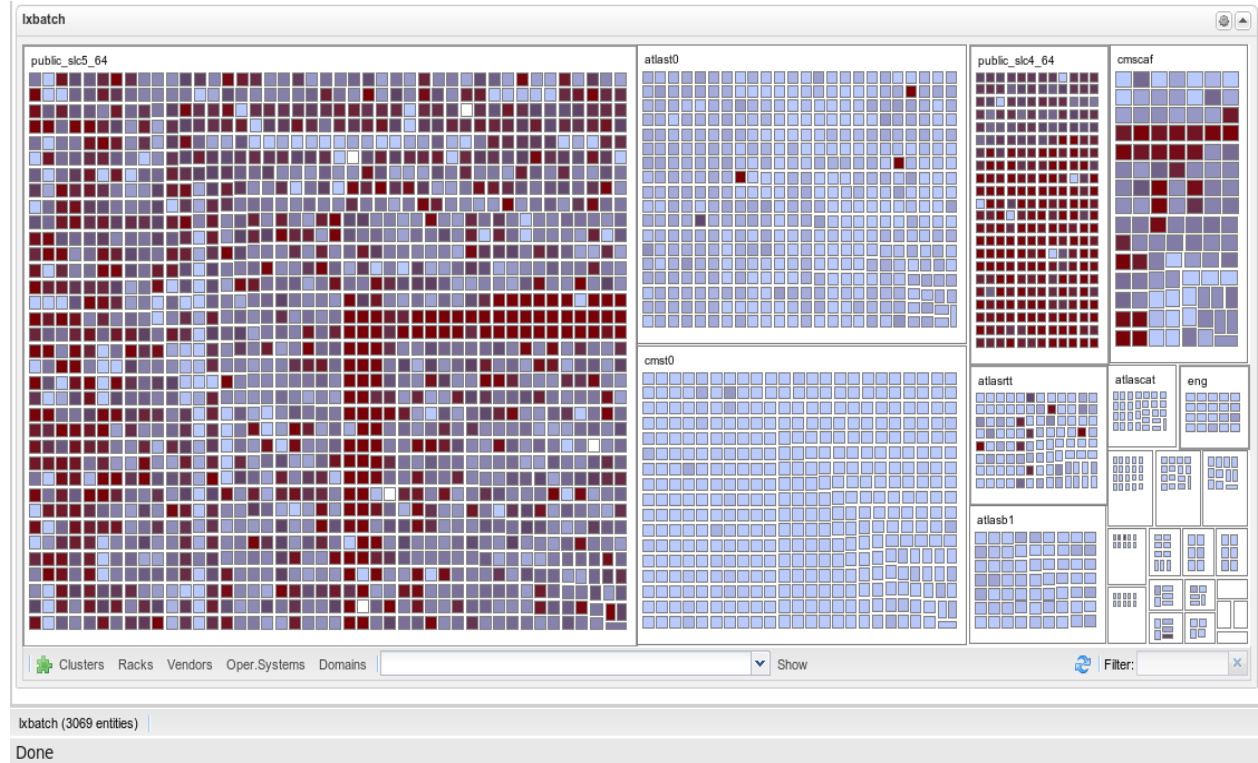 lxbatch
public_slc5_64
atlast0
public_slc4_64
cmscaf
cmst0
atlasrtt
atlascat
eng
atlasb1
Clusters Racks Vendors Oper.Systems Domains Show Filter:
lxbatch (3069 entities)
Done